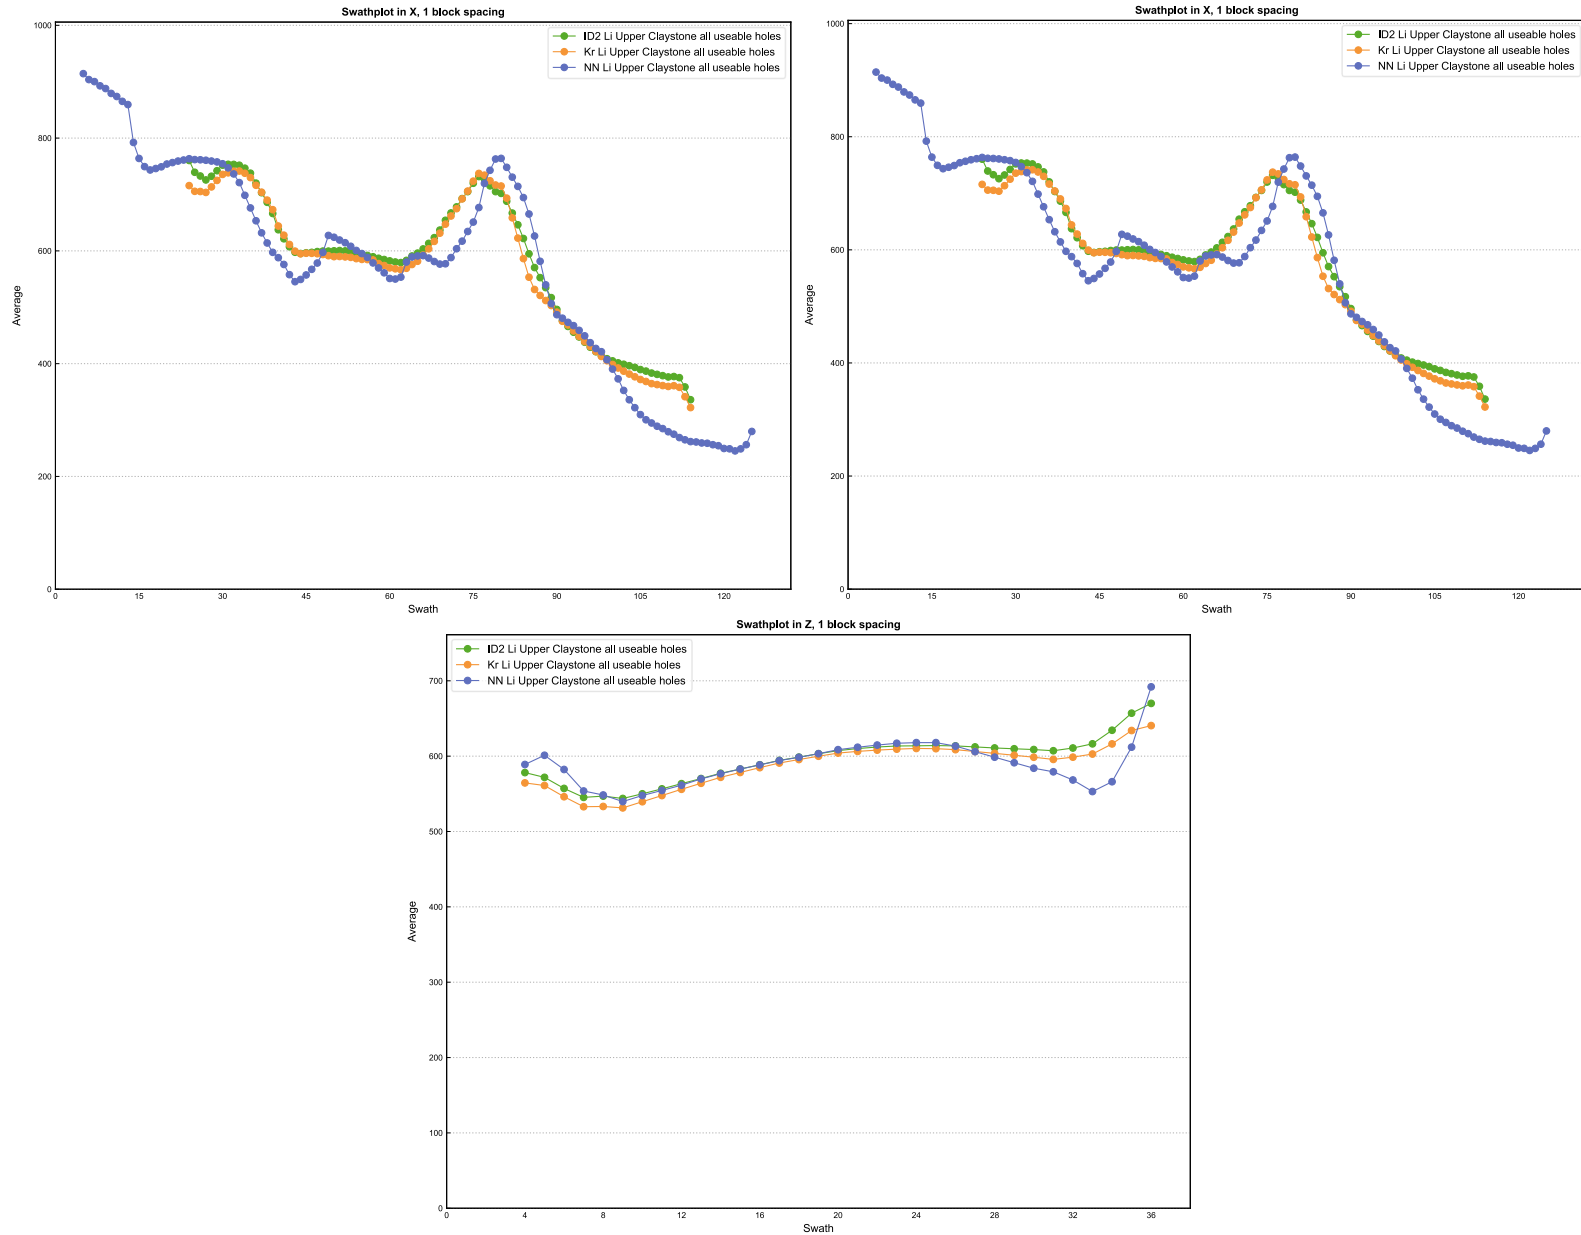 Swathplot in X, 1 block spacing
ID2 Li Upper Claystone all useable holes
Kr Li Upper Claystone all useable holes
NN Li Upper Claystone all useable holes
1000
800
600
400
200
0
Average
0 15 30 45 60 75 90 105 120
Swath
Swathplot in X, 1 block spacing
ID2 Li Upper Claystone all useable holes
Kr Li Upper Claystone all useable holes
NN Li Upper Claystone all useable holes
1000
800
600
400
200
0
Average
0 15 30 45 60 75 90 105 120
Swath
Swathplot in Z, 1 block spacing
ID2 Li Upper Claystone all useable holes
Kr Li Upper Claystone all useable holes
NN Li Upper Claystone all useable holes
700
600
500
400
300
200
100
0
Average
0 4 8 12 16 20 24 28 32 36
Swath